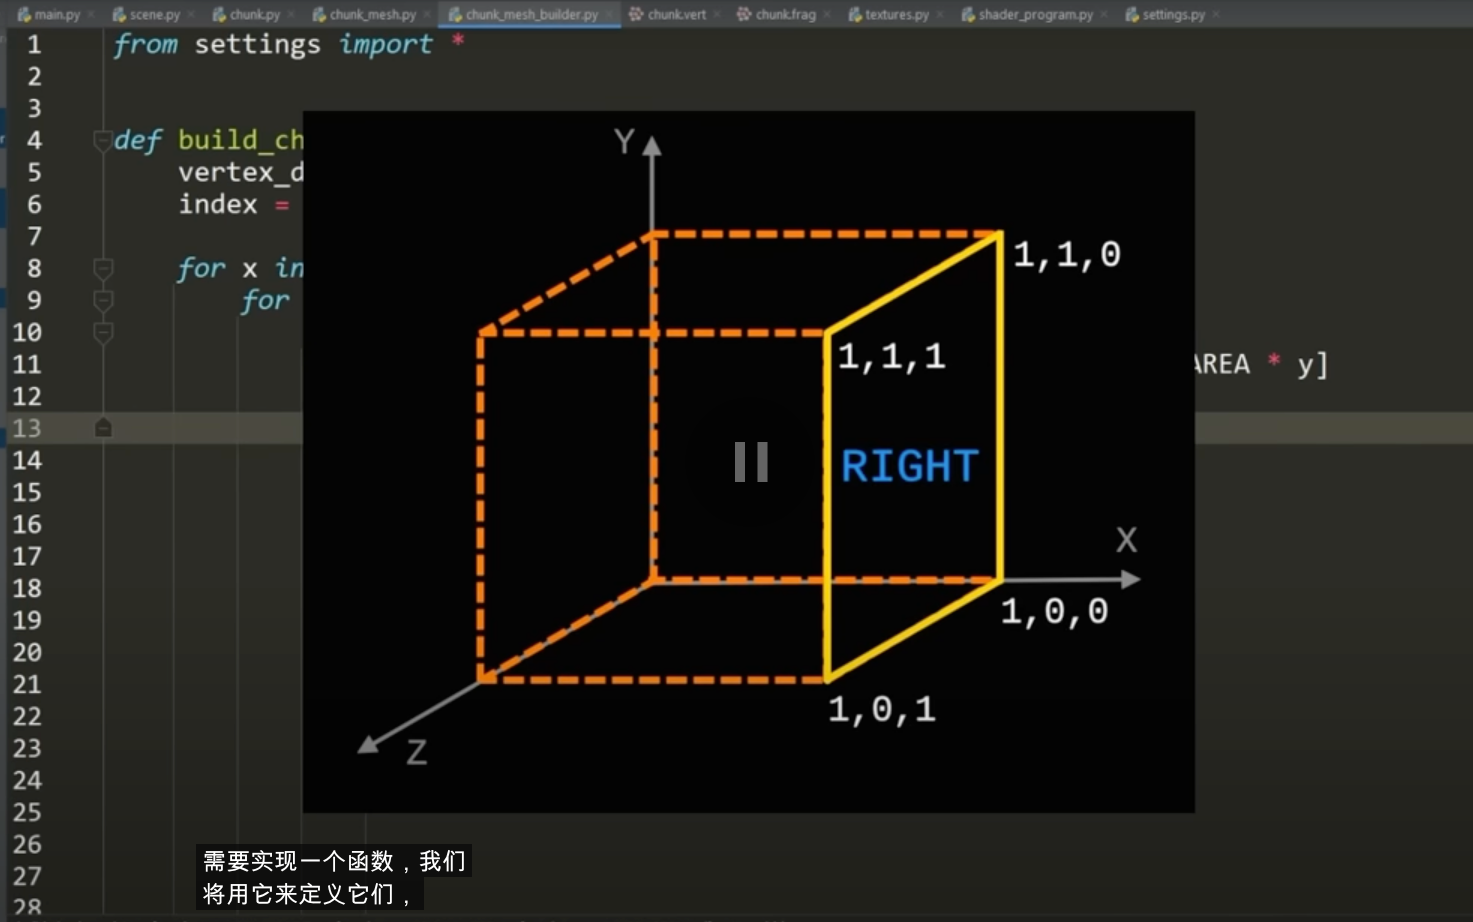 main.py scene.py chunk.py chunk_mesh.py chunk_mesh_builder.py chunk.vert chunk.frag textures.py shader_program.py settings.py
1 from settings import *
2
3
4 def build_ch
5 vertex_d
6 index =
7
8 for x in
9 for
10
11 AREA * y]
12
13
14
15
16
17
18
19
20
21
22
23
24
25
26
27
28
Y
1,1,0
1,1,1
RIGHT
X
1,0,0
1,0,1
Z
需要实现一个函数，我们
将用它来定义它们，